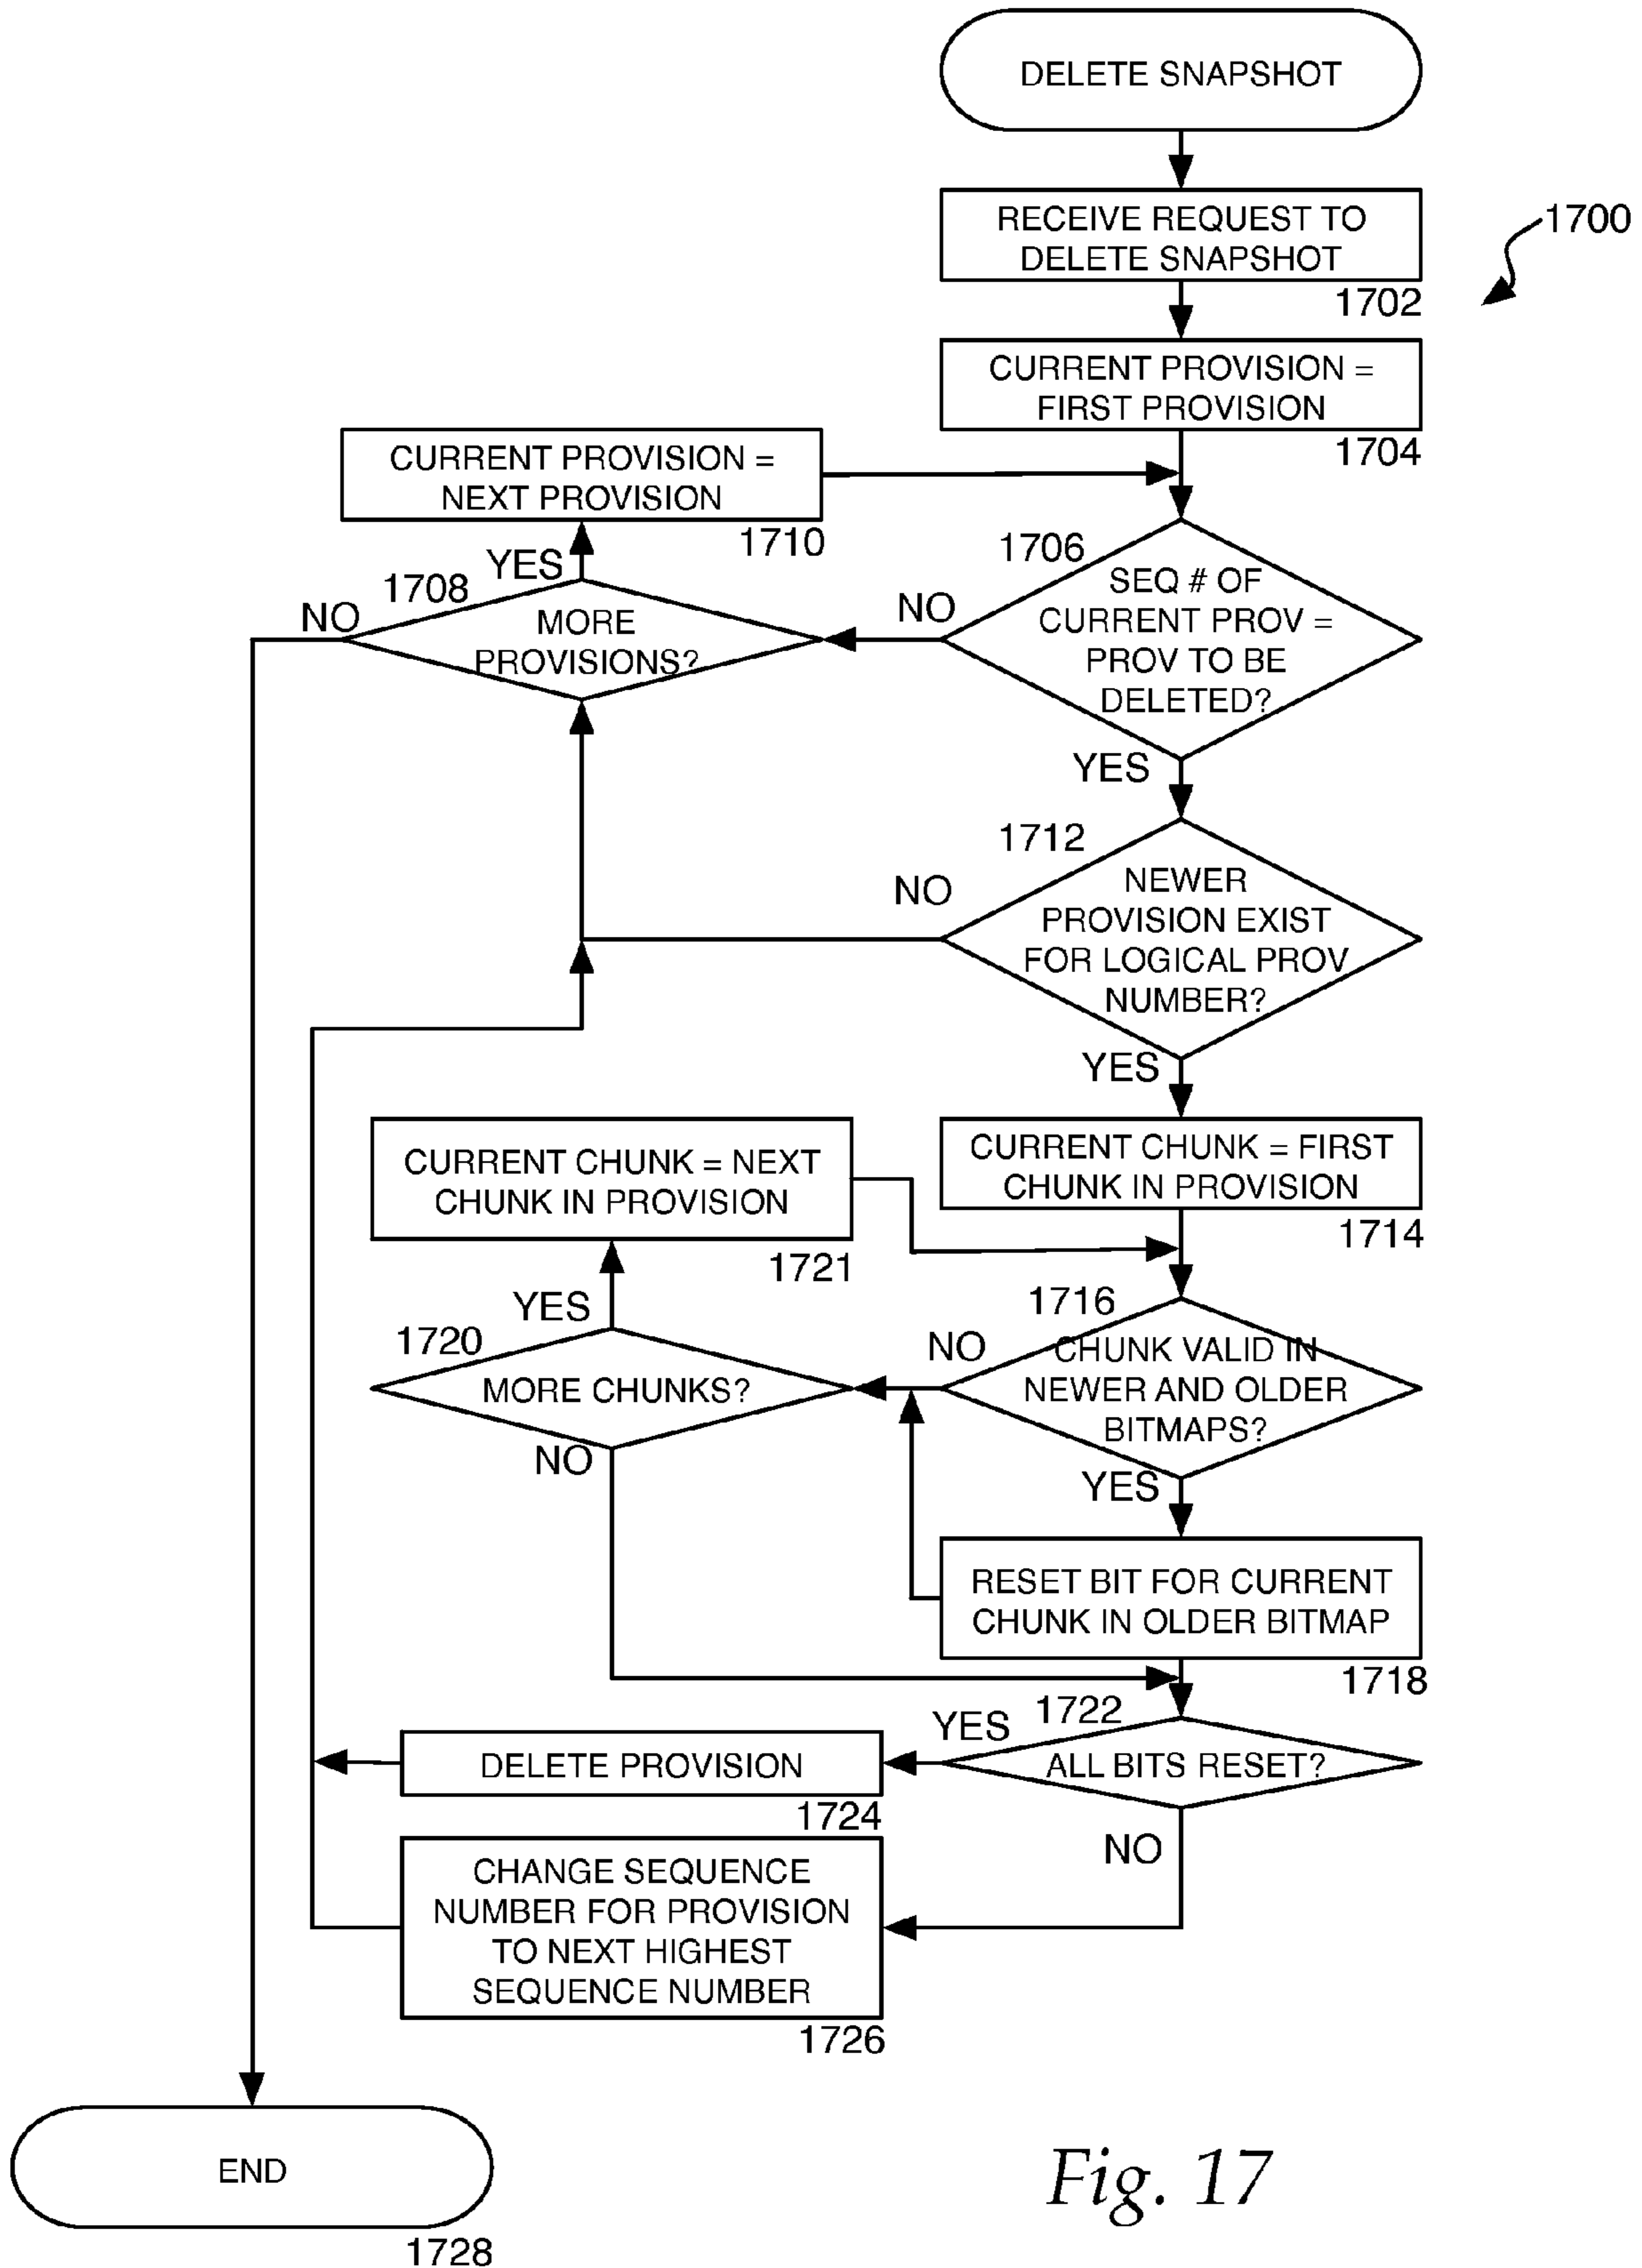 DELETE SNAPSHOT
RECEIVE REQUEST TO
DELETE SNAPSHOT
1702
1700
CURRENT PROVISION =
FIRST PROVISION
1704
CURRENT PROVISION =
NEXT PROVISION
1710
1706
SEQ # OF
CURRENT PROV =
PROV TO BE
DELETED?
NO
YES
1708
YES
NO
MORE
PROVISIONS?
1712
NO
NEWER
PROVISION EXIST
FOR LOGICAL PROV
NUMBER?
YES
CURRENT CHUNK = FIRST
CHUNK IN PROVISION
1714
CURRENT CHUNK = NEXT
CHUNK IN PROVISION
1721
1716
NO
CHUNK VALID IN
NEWER AND OLDER
BITMAPS?
YES
YES
1720
MORE CHUNKS?
NO
RESET BIT FOR CURRENT
CHUNK IN OLDER BITMAP
1718
1722
YES
ALL BITS RESET?
NO
DELETE PROVISION
1724
CHANGE SEQUENCE
NUMBER FOR PROVISION
TO NEXT HIGHEST
SEQUENCE NUMBER
1726
END
1728
Fig. 17